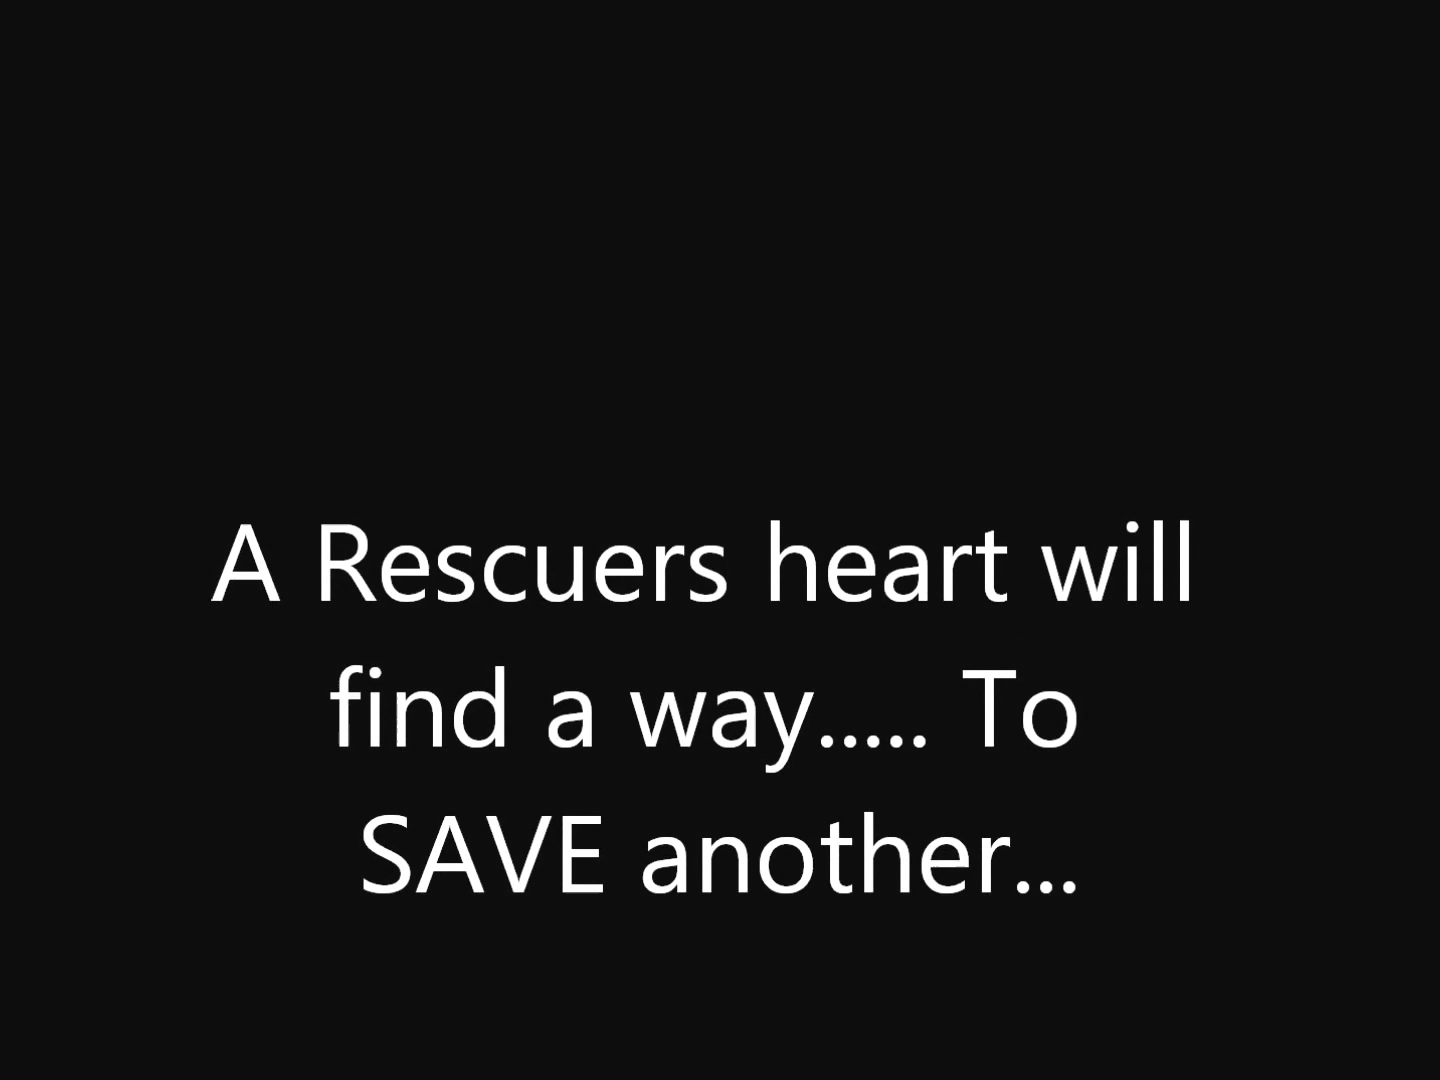 A Rescuers heart will
find a way..... To
SAVE another...